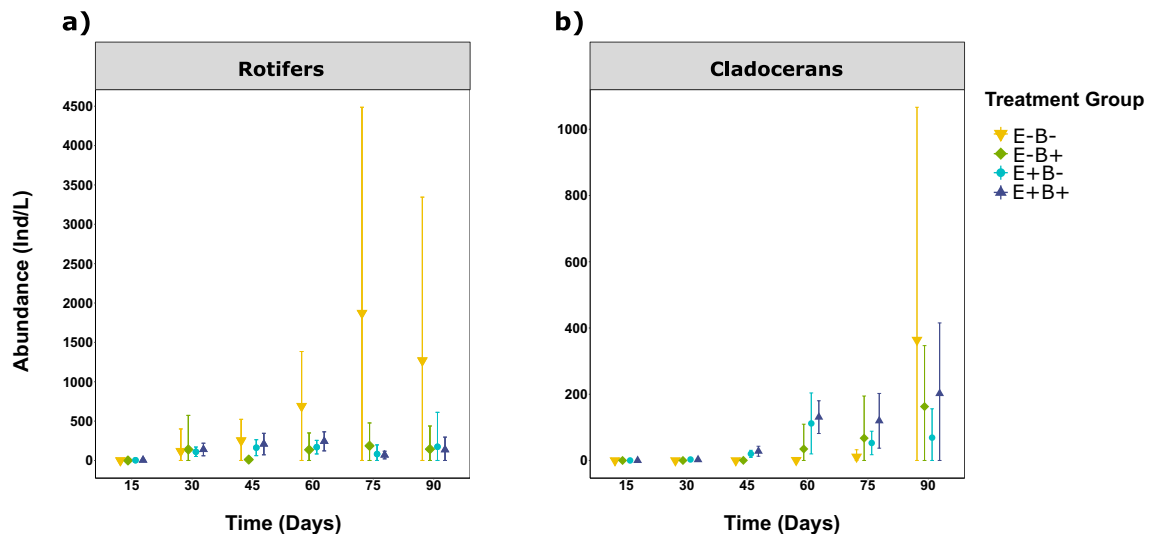 a)
Rotifers
4500
4000
3500
3000
2500
2000
1500
1000
500
0
15 30 45 60 75 90
Time (Days)
Abundance (Ind/L)
b)
Cladocerans
1000
800
600
400
200
0
15 30 45 60 75 90
Time (Days)
Treatment Group
E-B-
E-B+
E+B-
E+B+